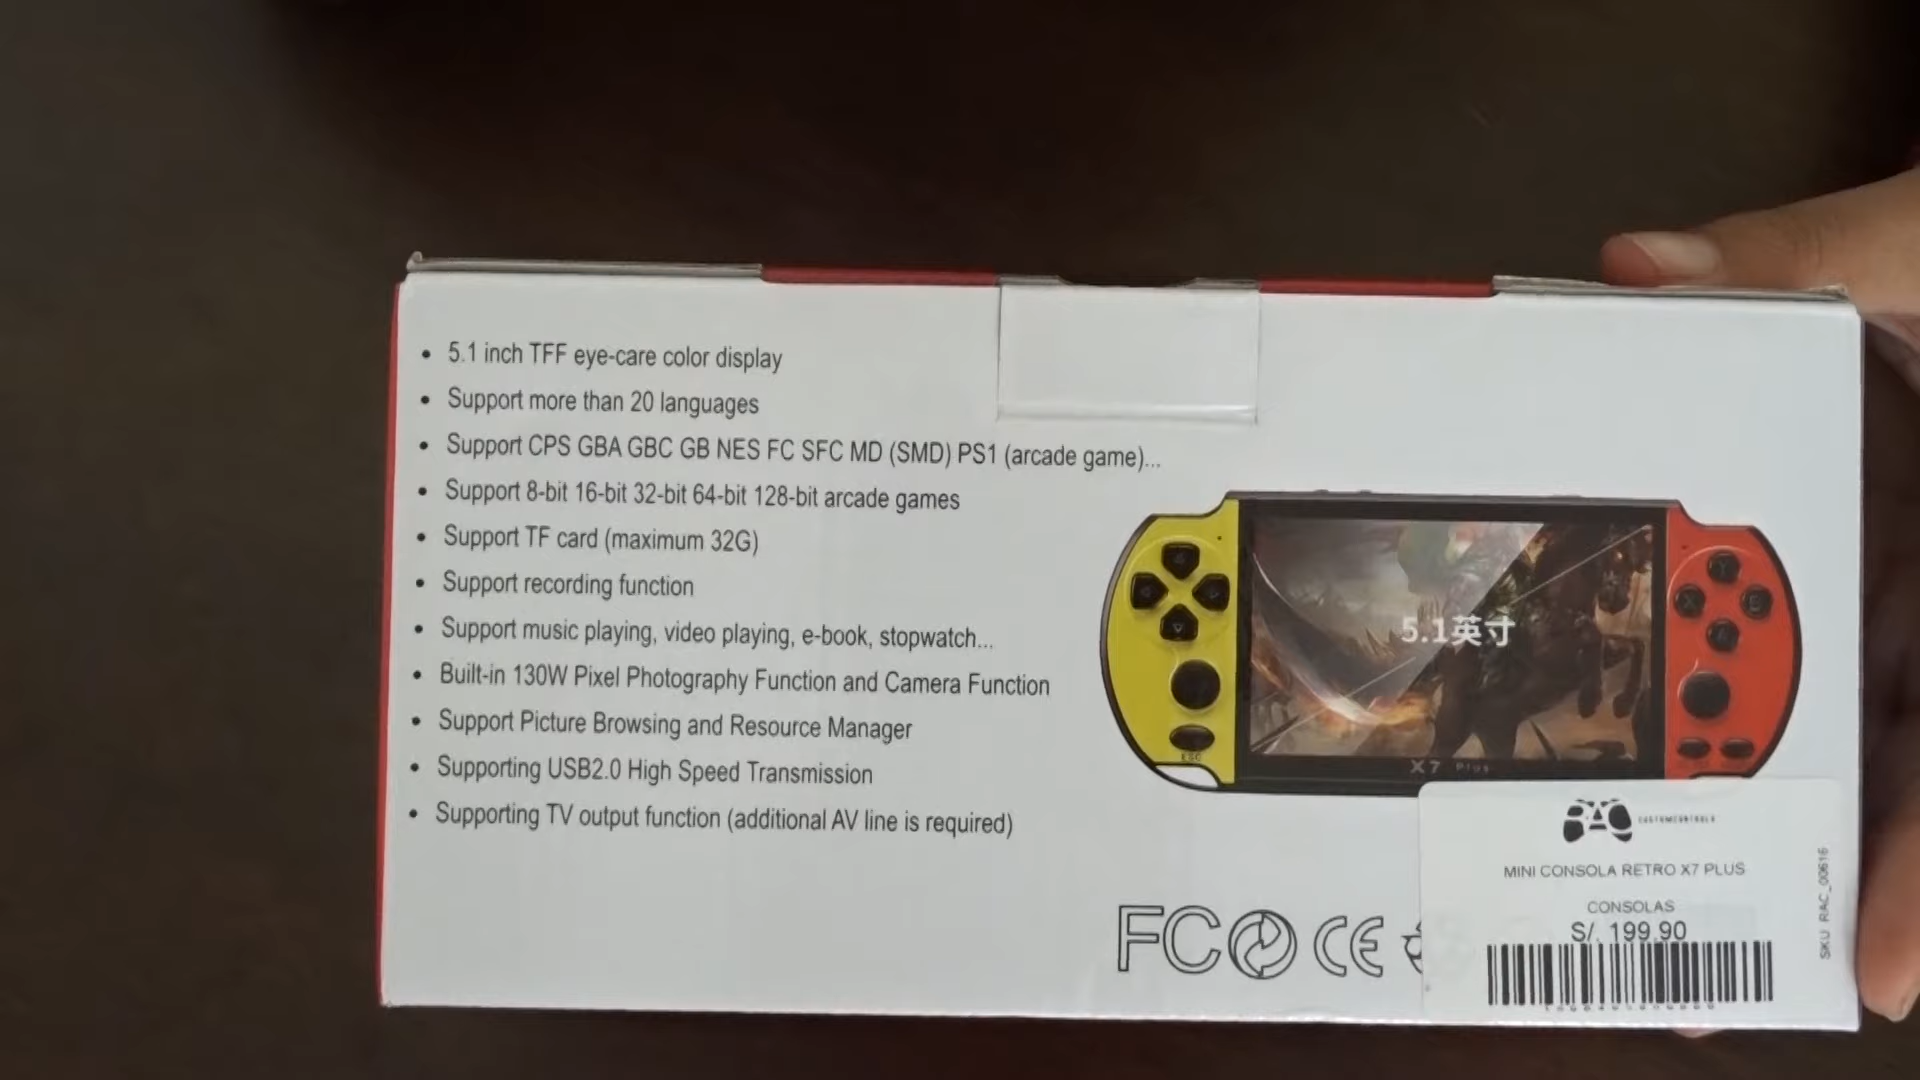 5.1 inch TFF eye-care color display
Support more than 20 languages
Support CPS GBA GBC GB NES FC SFC MD (SMD) PS1 (arcade game)...
Support 8-bit 16-bit 32-bit 64-bit 128-bit arcade games
Support TF card (maximum 32G)
Support recording function
Support music playing, video playing, e-book, stopwatch...
Built-in 130W Pixel Photography Function and Camera Function
Support Picture Browsing and Resource Manager
Supporting USB2.0 High Speed Transmission
Supporting TV output function (additional AV line is required)
5.1英寸
ESC
X7 Plus
Y
X
FC CE
RAC CUSTOMCONTROLS
MINI CONSOLA RETRO X7 PLUS
CONSOLAS
S/. 199.90
SKU RAC_00616